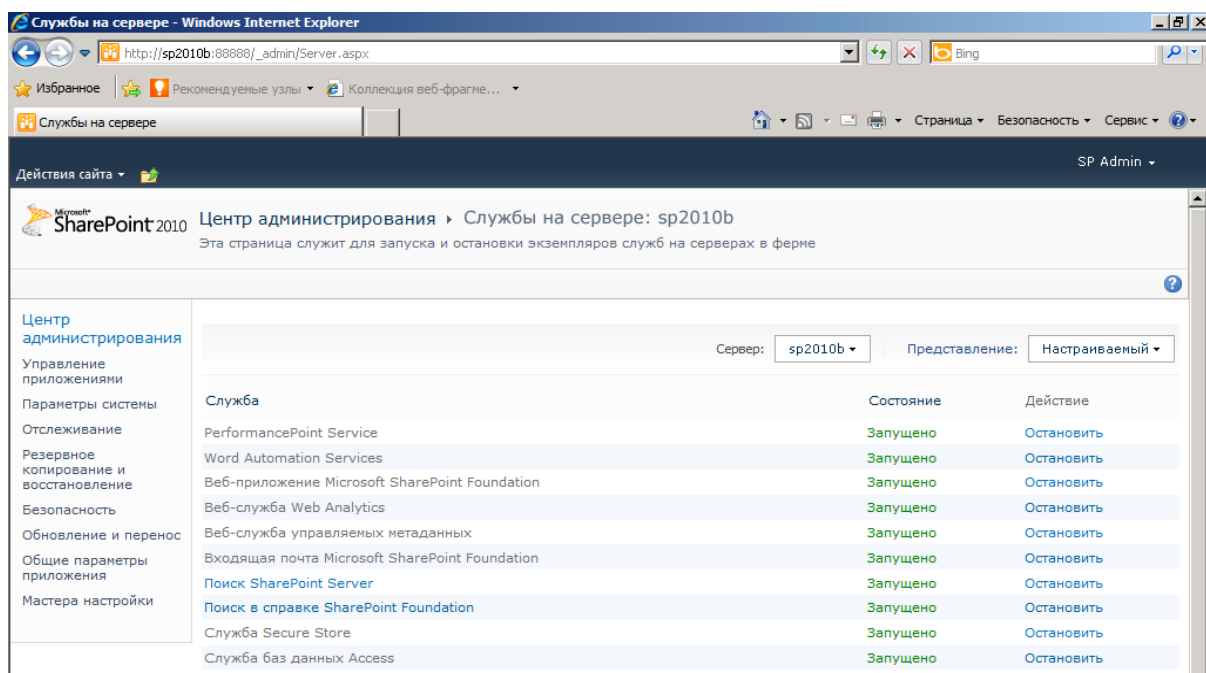 Службы на сервере - Windows Internet Explorer
http://sp2010b:88888/_admin/Server.aspx
Bing
Избранное
Рекомендуемые узлы
Коллекция веб-фрагме...
Службы на сервере
Страница
Безопасность
Сервис
Действия сайта
SP Admin
Microsoft
SharePoint 2010
Центр администрирования
Службы на сервере: sp2010b
Эта страница служит для запуска и остановки экземпляров служб на серверах в ферме
Центр
администрирования
Управление
приложениями
Параметры системы
Отслеживание
Резервное
копирование и
восстановление
Безопасность
Обновление и перенос
Общие параметры
приложения
Мастера настройки
Сервер: sp2010b Представление: Настраиваемый
Служба Состояние Действие
PerformancePoint Service Запущено Остановить
Word Automation Services Запущено Остановить
Веб-приложение Microsoft SharePoint Foundation Запущено Остановить
Веб-служба Web Analytics Запущено Остановить
Веб-служба управляемых метаданных Запущено Остановить
Входящая почта Microsoft SharePoint Foundation Запущено Остановить
Поиск SharePoint Server Запущено Остановить
Поиск в справке SharePoint Foundation Запущено Остановить
Служба Secure Store Запущено Остановить
Служба баз данных Access Запущено Остановить